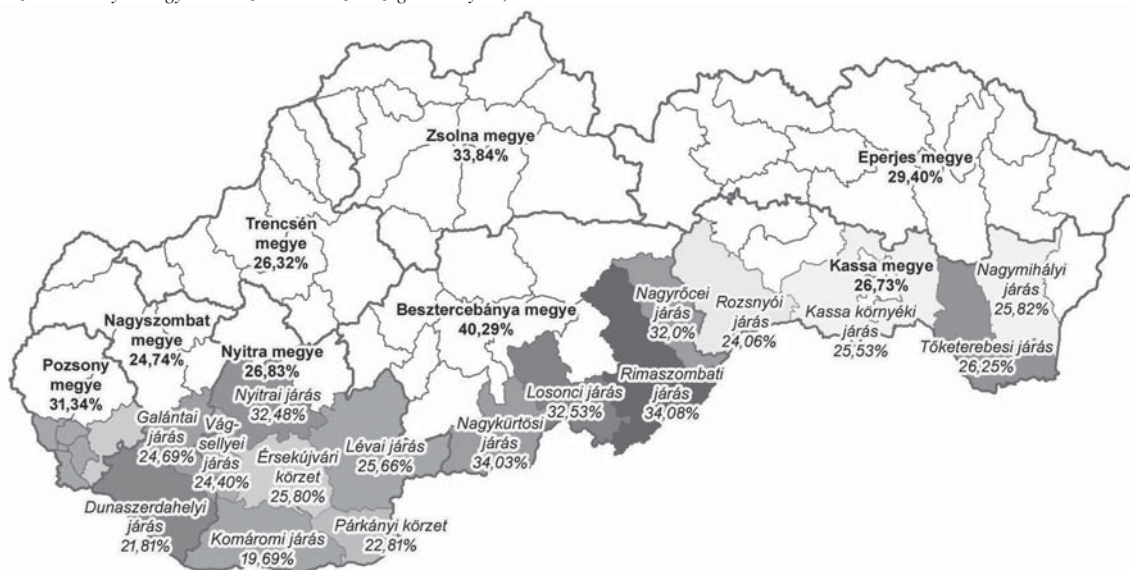 Zsolna megye
33,84%
Eperjes megye
29,40%
Trencsén
megye
26,32%
Kassa megye
26,73%
Nagymihályi
járás
25,82%
Besztercebánya megye
40,29%
Nagyrőcei
járás
32,0%
Rozsnyói
járás
24,06%
Kassa környéki
járás
25,53%
Tőketerebesi járás
26,25%
Nagyszombat
megye
24,74%
Nyitra megye
26,83%
Pozsony
megye
31,34%
Nyitrai járás
32,48%
Losonci járás
32,53%
Rimaszombati
járás
34,08%
Galántai
járás
24,69%
Vág-
sellyei
járás
24,40%
Érsekújvári
körzet
25,80%
Lévai járás
25,66%
Nagykürtösi
járás
34,03%
Dunaszerdahelyi
járás
21,81%
Komáromi járás
19,69%
Párkányi körzet
22,81%